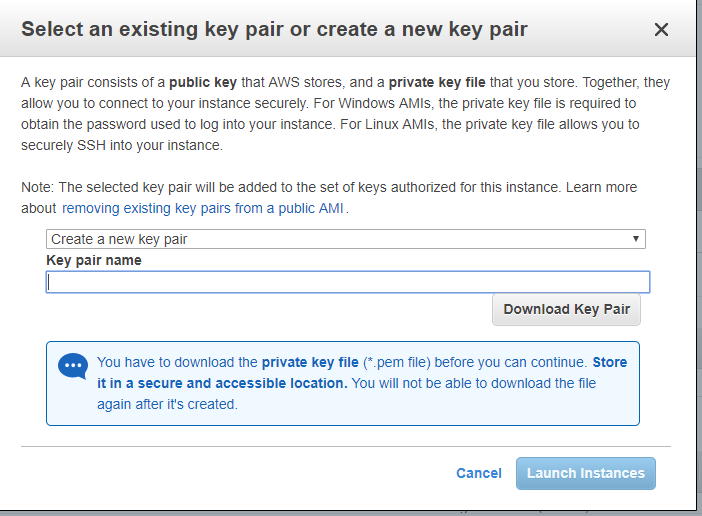 Select an existing key pair or create a new key pair
A key pair consists of a public key that AWS stores, and a private key file that you store. Together, they
allow you to connect to your instance securely. For Windows AMIs, the private key file is required to
obtain the password used to log into your instance. For Linux AMIs, the private key file allows you to
securely SSH into your instance.
Note: The selected key pair will be added to the set of keys authorized for this instance. Learn more
about removing existing key pairs from a public AMI.
Create a new key pair
Key pair name
Download Key Pair
You have to download the private key file (*.pem file) before you can continue. Store
it in a secure and accessible location. You will not be able to download the file
again after it's created.
Cancel Launch Instances